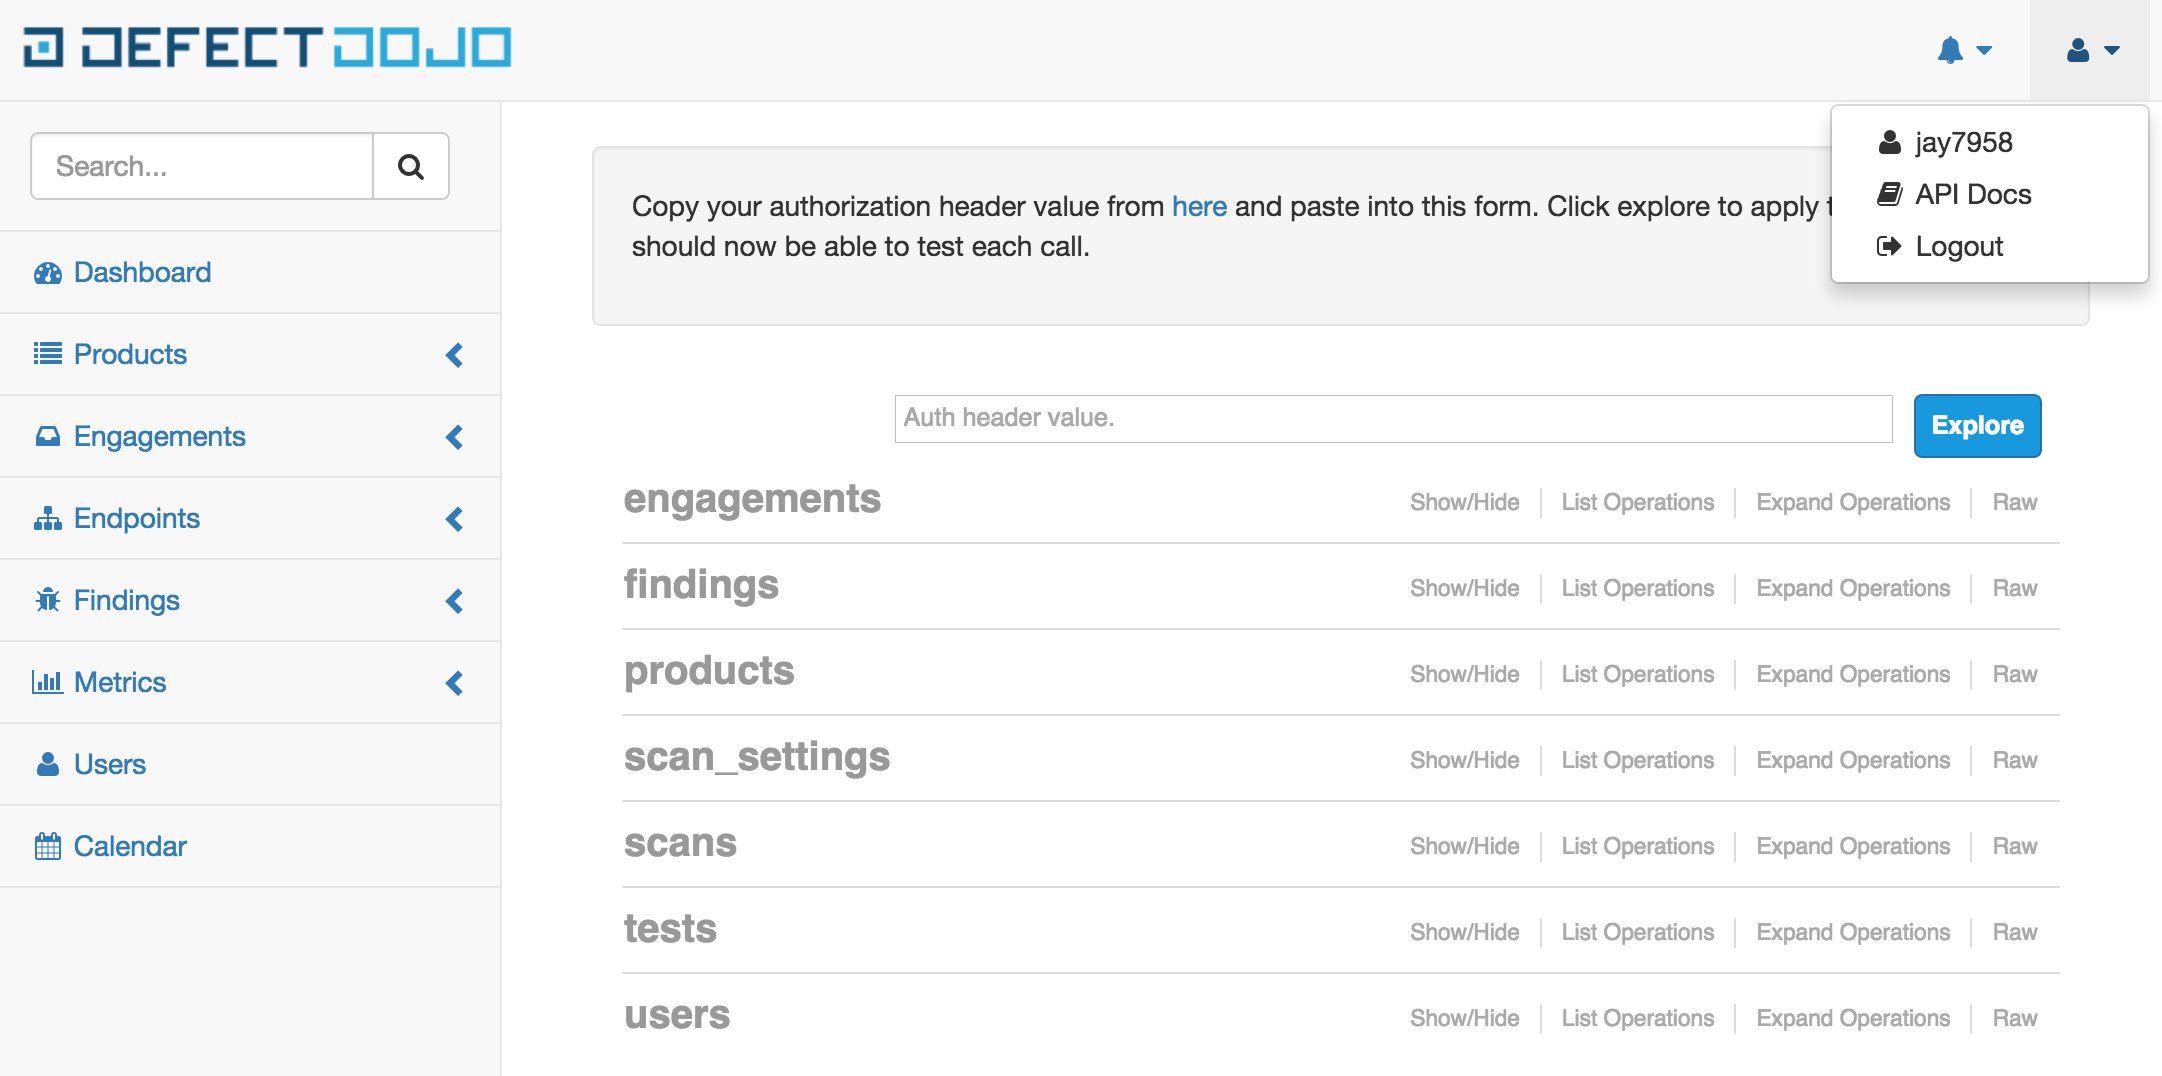 DEFECTDOJO
jay7958
API Docs
Logout
Search...
Dashboard
Products
Engagements
Endpoints
Findings
Metrics
Users
Calendar
Copy your authorization header value from here and paste into this form. Click explore to apply
should now be able to test each call.
Auth header value.
Explore
engagements Show/Hide List Operations Expand Operations Raw
findings Show/Hide List Operations Expand Operations Raw
products Show/Hide List Operations Expand Operations Raw
scan_settings Show/Hide List Operations Expand Operations Raw
scans Show/Hide List Operations Expand Operations Raw
tests Show/Hide List Operations Expand Operations Raw
users Show/Hide List Operations Expand Operations Raw